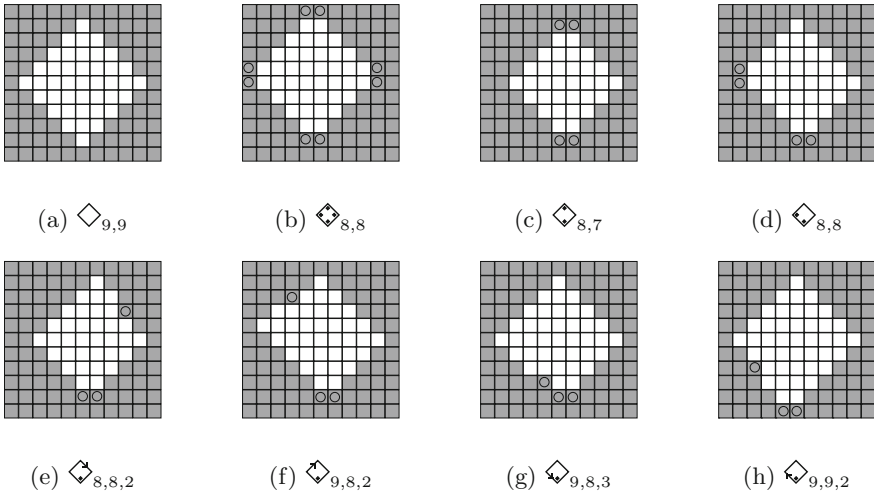 (a) ◇9,9 (b) 8,8 (c) 8,7 (d) 8,8
(e) 8,8,2 (f) 9,8,2 (g) 9,8,3 (h) 9,9,2